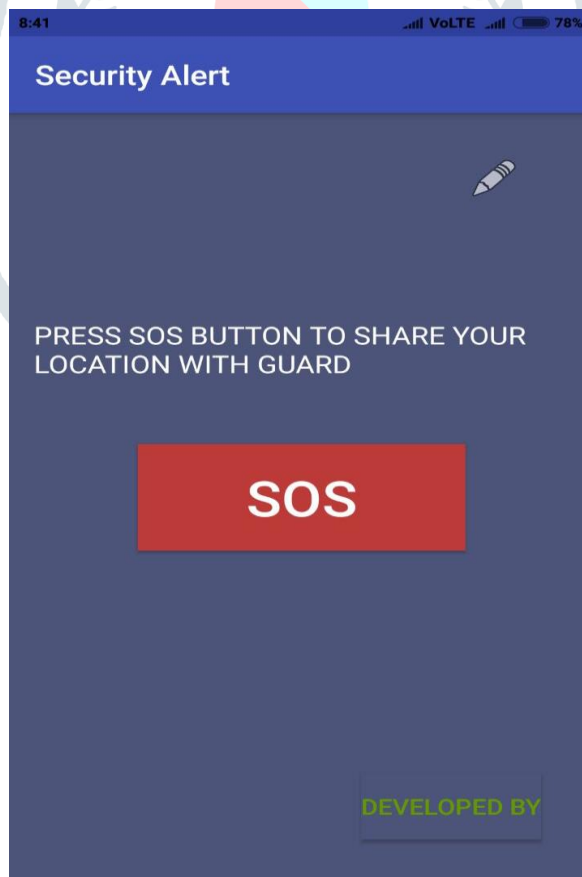 8:41 VoLTE 78%
Security Alert
PRESS SOS BUTTON TO SHARE YOUR
LOCATION WITH GUARD
SOS
DEVELOPED BY